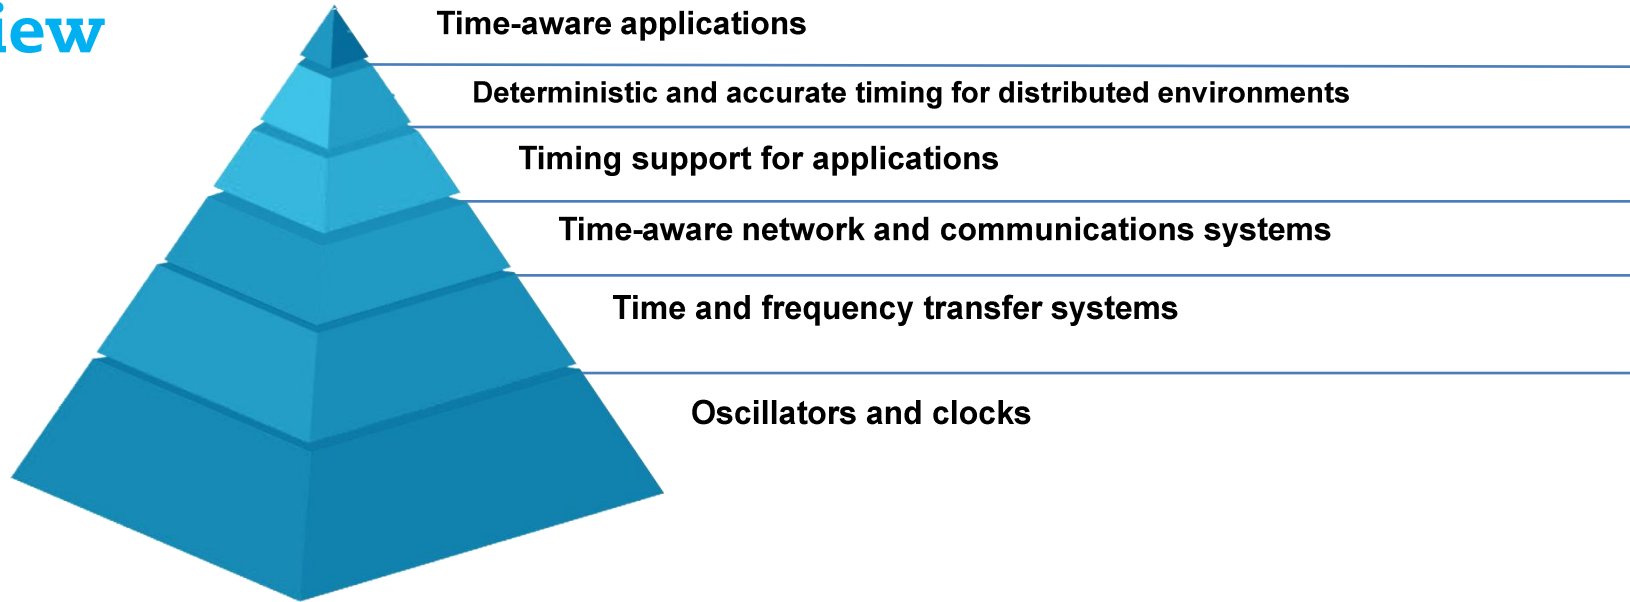 iew
Time-aware applications
Deterministic and accurate timing for distributed environments
Timing support for applications
Time-aware network and communications systems
Time and frequency transfer systems
Oscillators and clocks